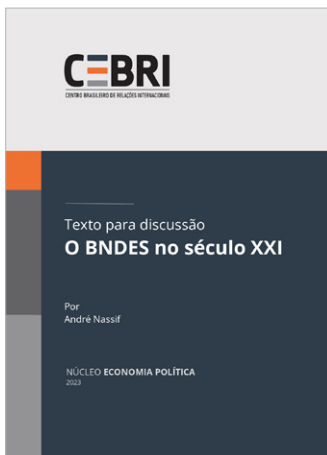 CEBRI
CENTRO BRASILEIRO DE RELAÇÕES INTERNACIONAIS
Texto para discussão
O BNDES no século XXI
Por
André Nassif
NÚCLEO ECONOMIA POLÍTICA
2023